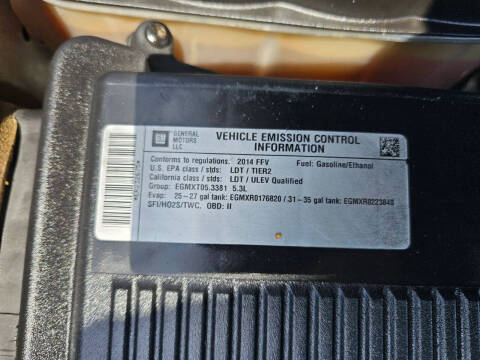 GM GENERAL MOTORS LLC
VEHICLE EMISSION CONTROL INFORMATION
Conforms to regulations: 2014 FFV Fuel: Gasoline/Ethanol
U.S. EPA class / stds: LDT / TIER2
California class / stds: LDT / ULEV Qualified
Group: EGMXT05.3381 5.3L
Evap: 25-27 gal tank: EGMXR0176820 / 31-35 gal tank: EGMXR0223840
SFI/HO2S/TWC, OBD: II